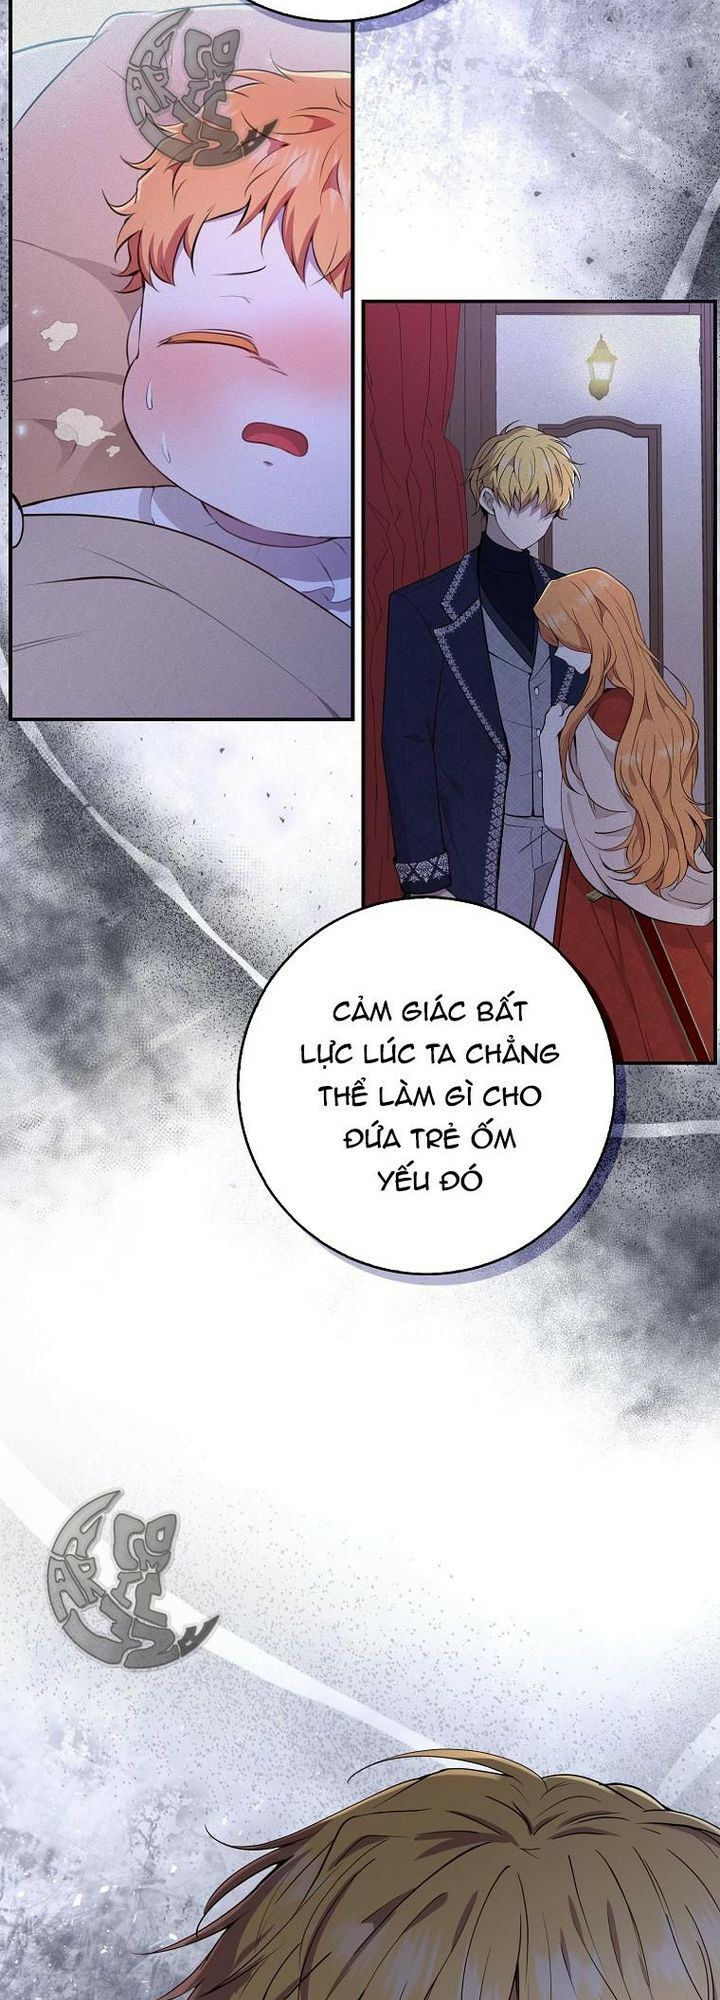 CẢM GIÁC BẤT
LỰC LÚC TA CHẲNG
THỂ LÀM GÌ CHO
ĐỨA TRẺ ỐM
YẾU ĐÓ